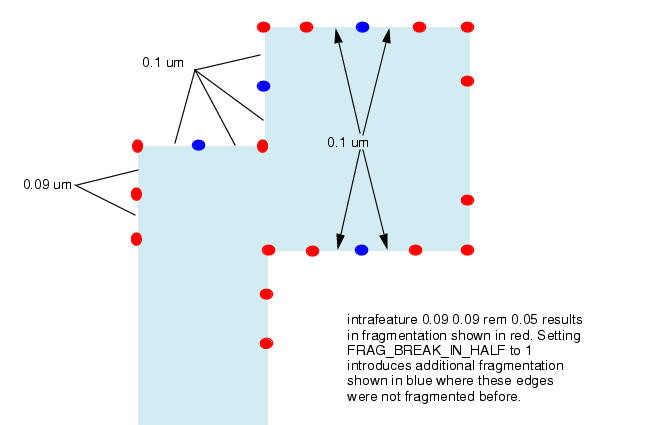 0.1 um
0.1 um
0.09 um
intrafeature 0.09 0.09 rem 0.05 results
in fragmentation shown in red. Setting
FRAG_BREAK_IN_HALF to 1
introduces additional fragmentation
shown in blue where these edges
were not fragmented before.